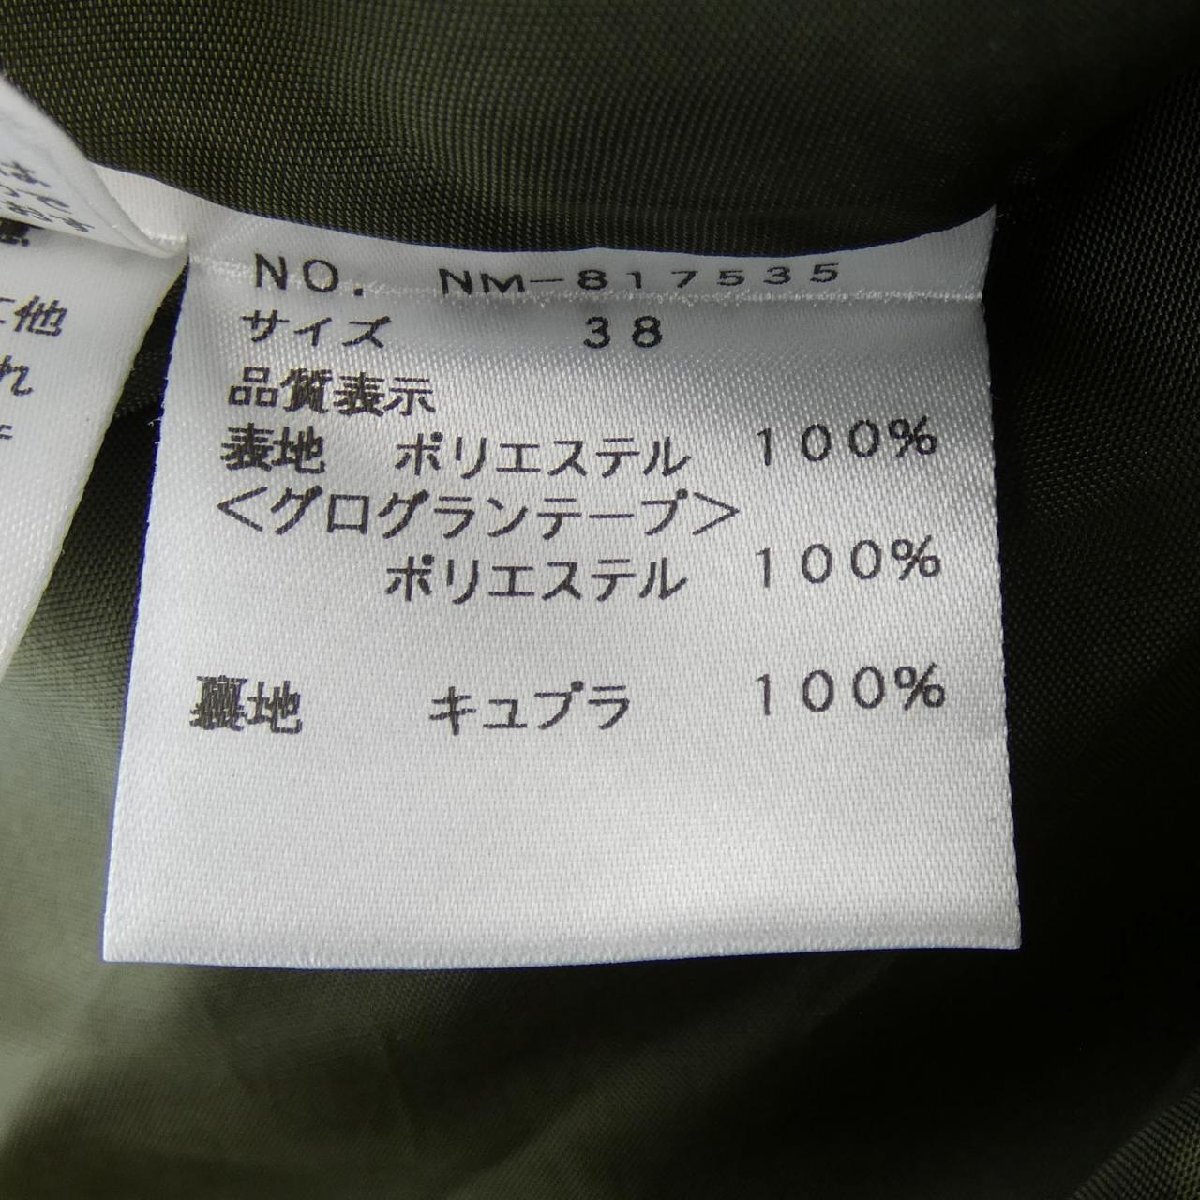 NO. NM-817535
サイズ 38
品質表示
表地 ポリエステル 100%
<グログランテープ>
ポリエステル 100%
裏地 キュプラ 100%
他
れ